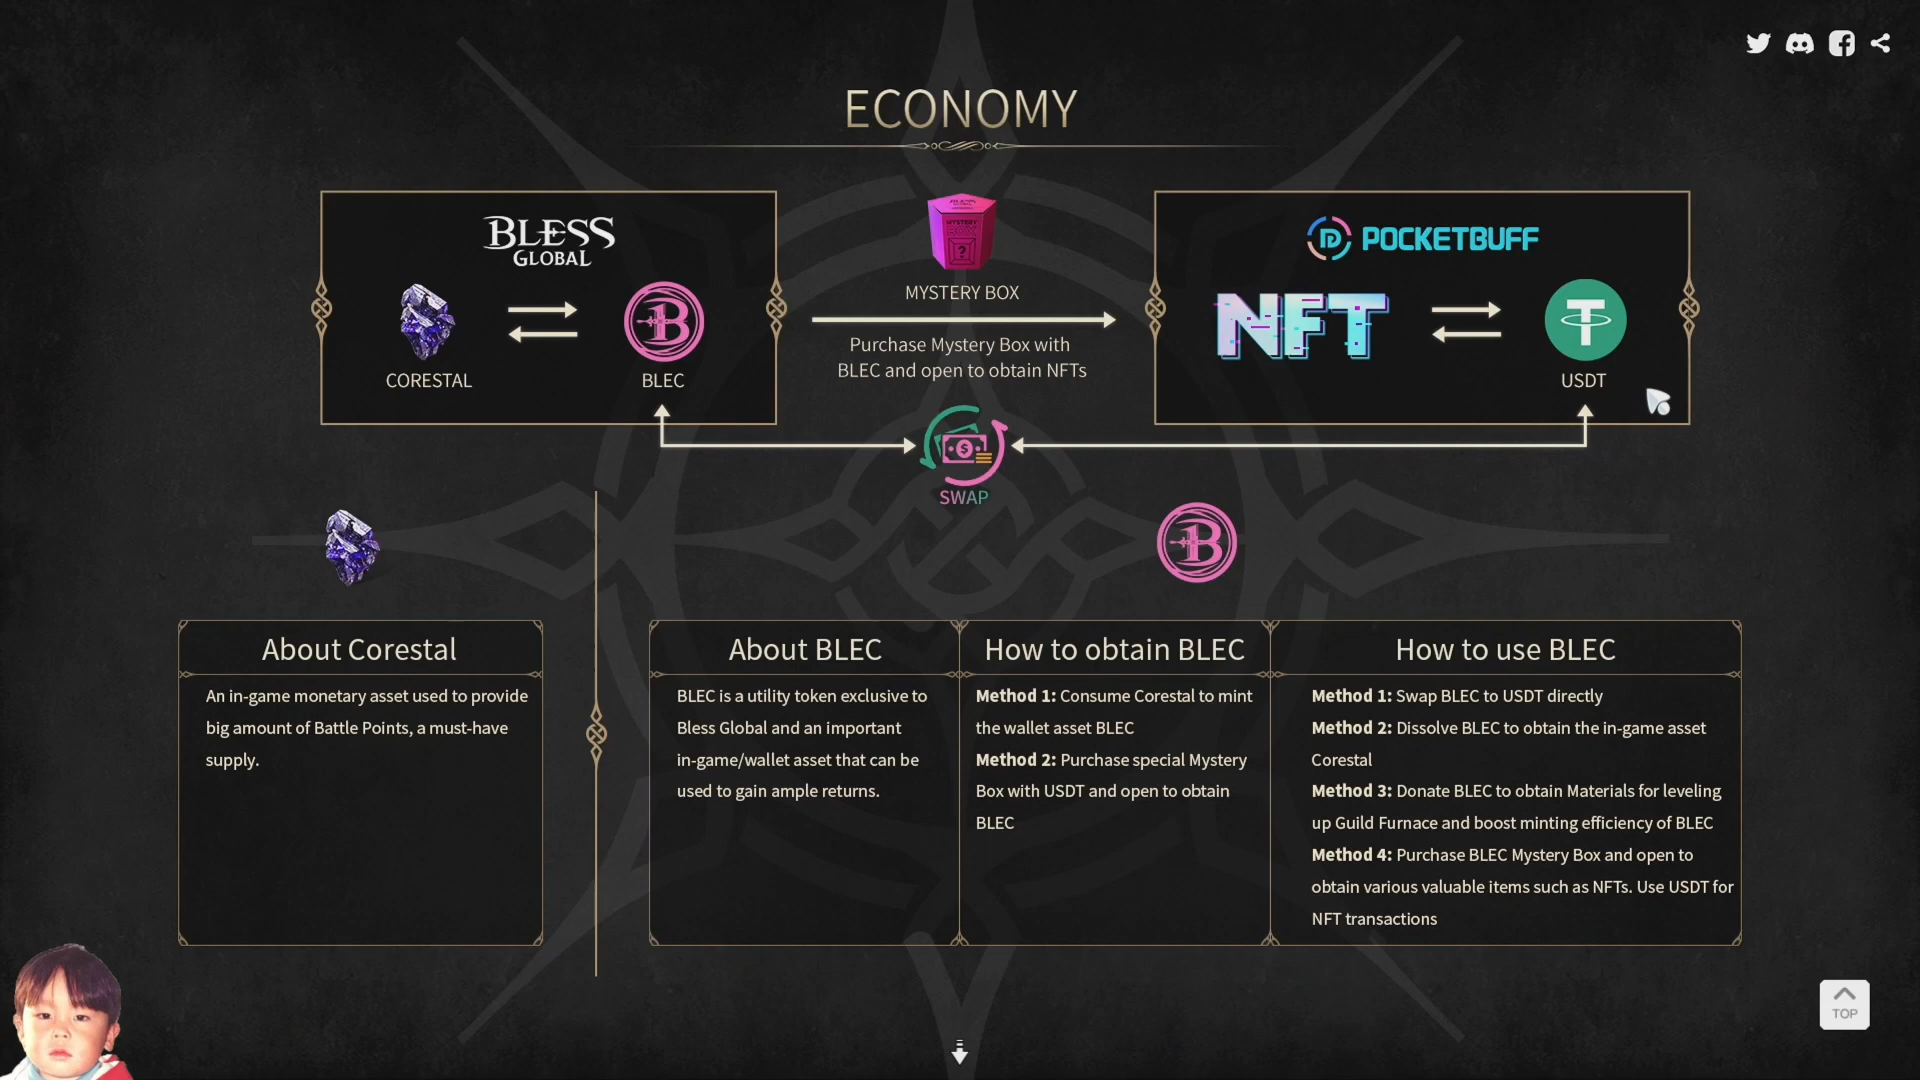 ECONOMY
BLESS
GLOBAL
CORESTAL
BLEC
MYSTERY BOX
Purchase Mystery Box with
BLEC and open to obtain NFTs
SWAP
POCKETBUFF
NFT
USDT
About Corestal
An in-game monetary asset used to provide
big amount of Battle Points, a must-have
supply.
About BLEC
BLEC is a utility token exclusive to
Bless Global and an important
in-game/wallet asset that can be
used to gain ample returns.
How to obtain BLEC
Method 1: Consume Corestal to mint
the wallet asset BLEC
Method 2: Purchase special Mystery
Box with USDT and open to obtain
BLEC
How to use BLEC
Method 1: Swap BLEC to USDT directly
Method 2: Dissolve BLEC to obtain the in-game asset
Corestal
Method 3: Donate BLEC to obtain Materials for leveling
up Guild Furnace and boost minting efficiency of BLEC
Method 4: Purchase BLEC Mystery Box and open to
obtain various valuable items such as NFTs. Use USDT for
NFT transactions
TOP